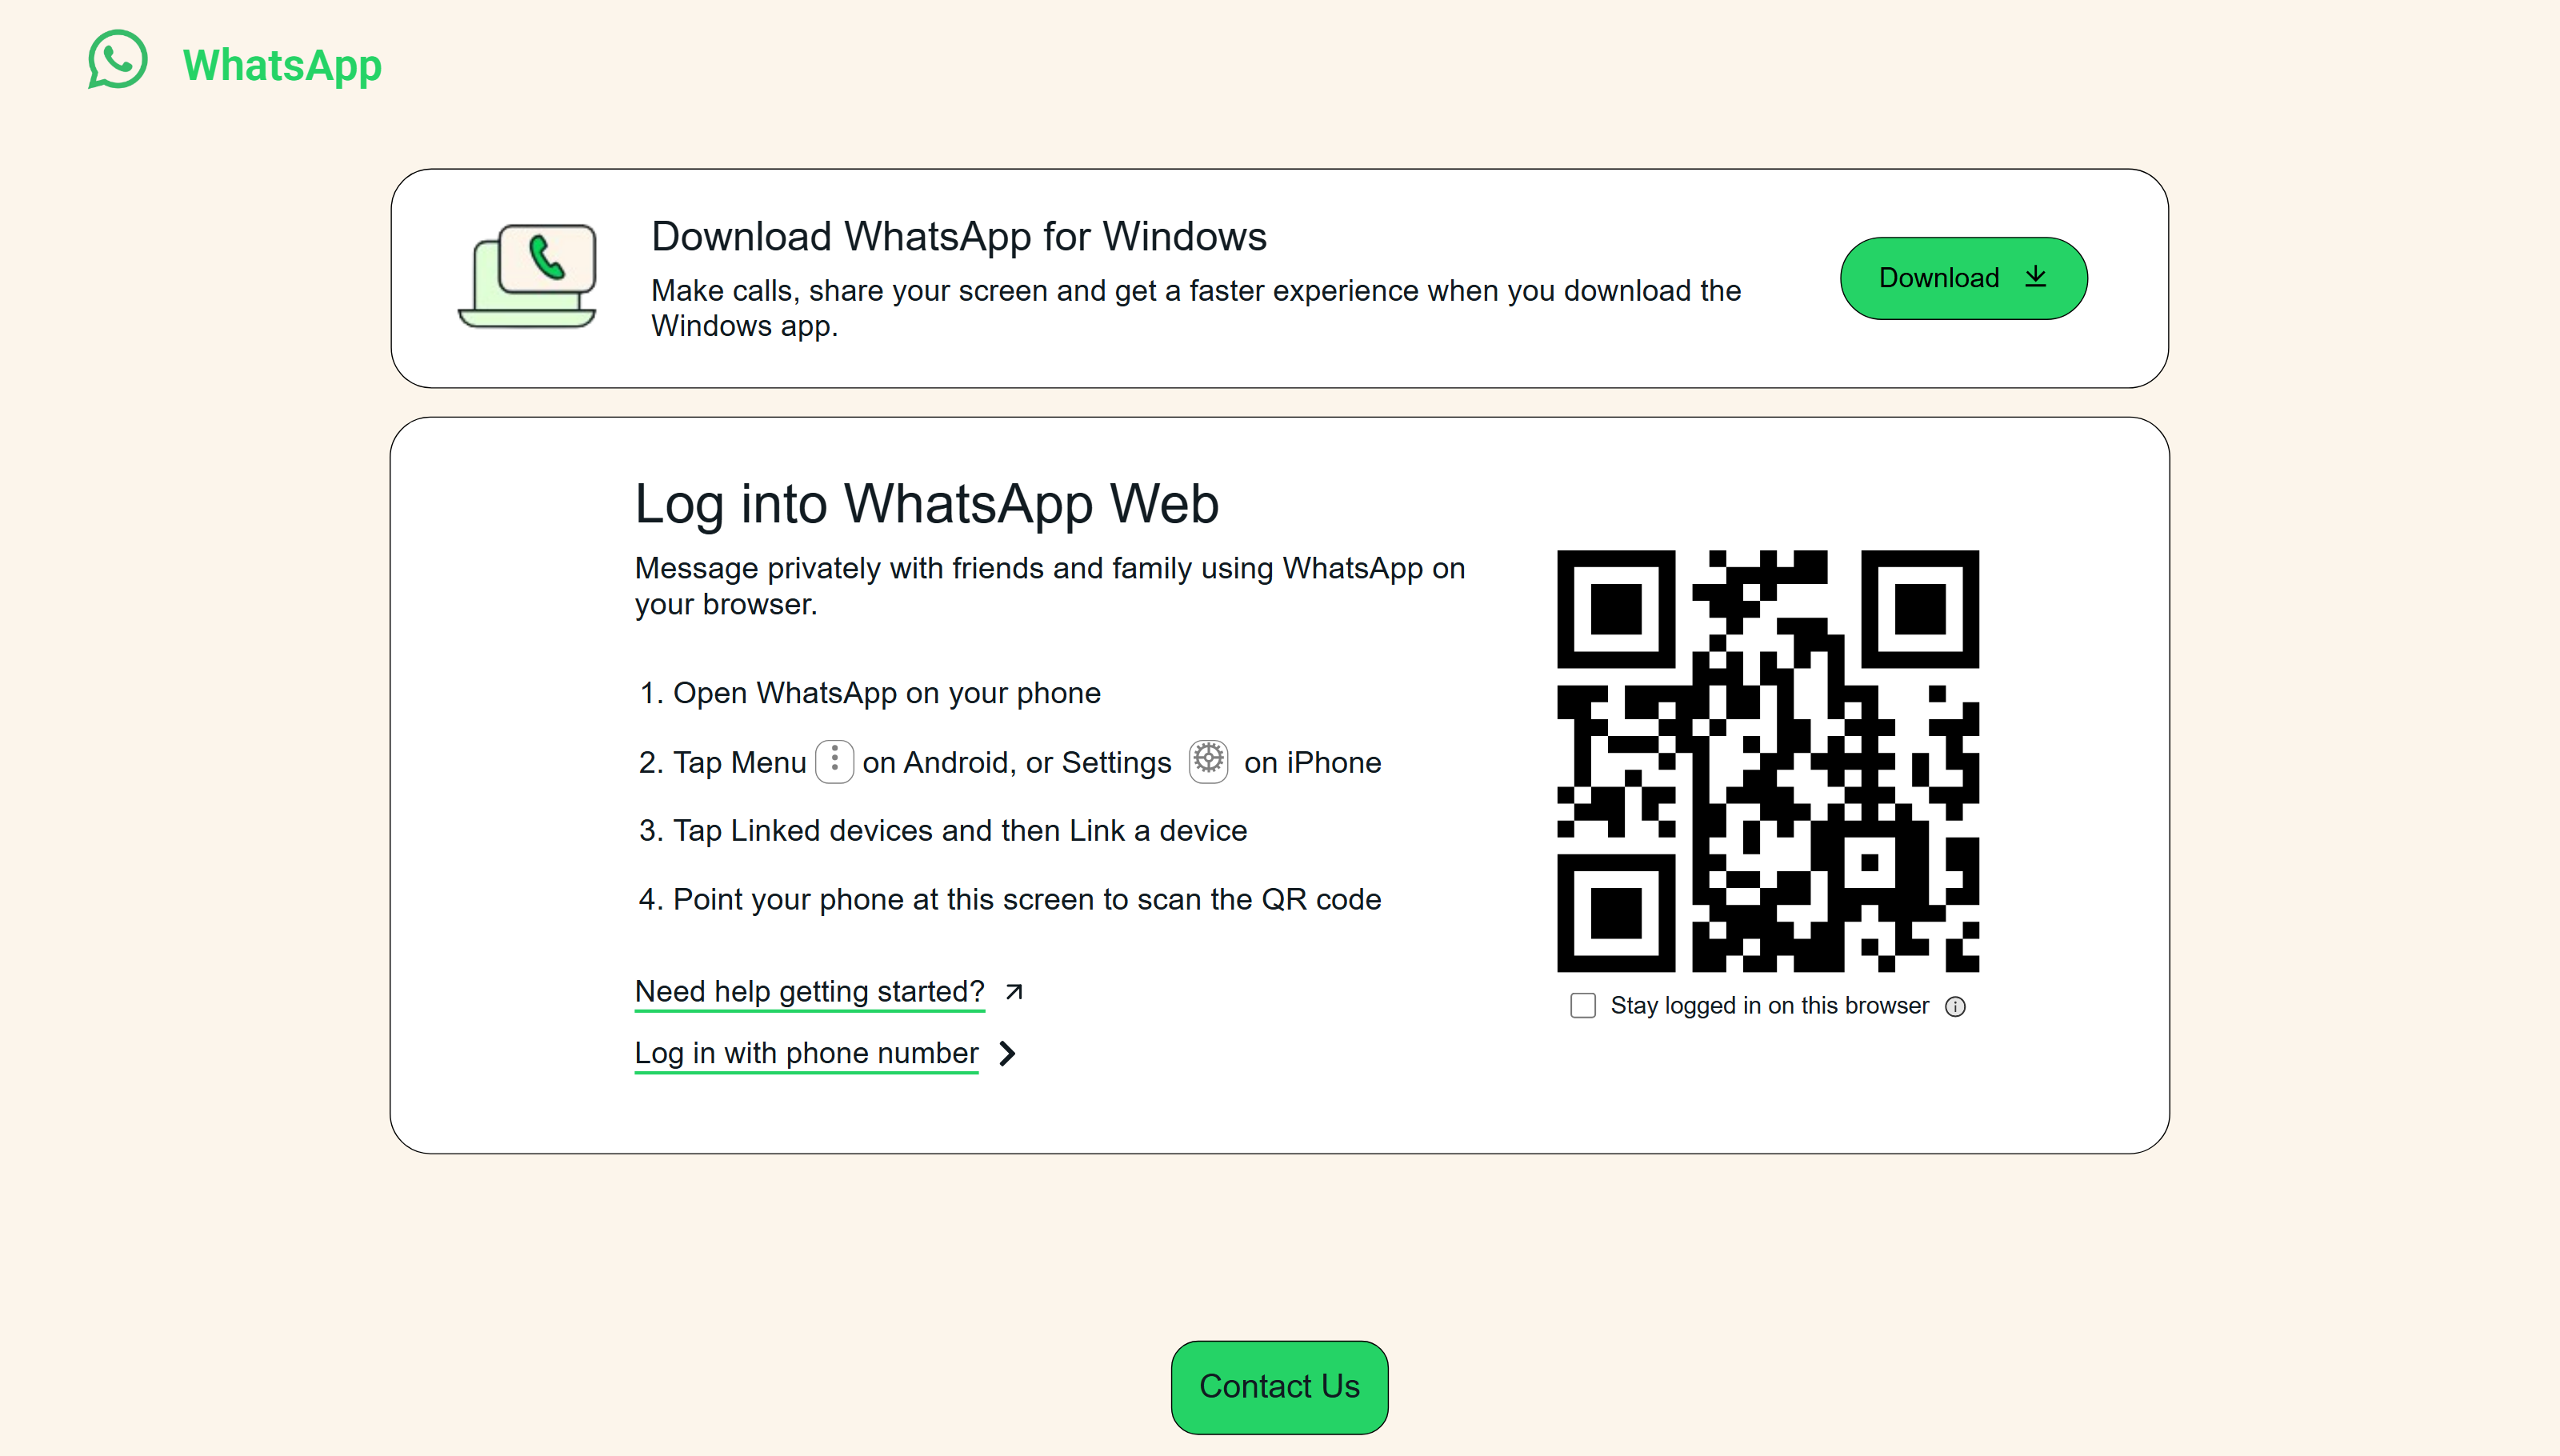 WhatsApp
Download WhatsApp for Windows
Make calls, share your screen and get a faster experience when you download the
Windows app.
Download
Log into WhatsApp Web
Message privately with friends and family using WhatsApp on
your browser.
1. Open WhatsApp on your phone
2. Tap Menu on Android, or Settings on iPhone
3. Tap Linked devices and then Link a device
4. Point your phone at this screen to scan the QR code
Need help getting started?
Log in with phone number
Stay logged in on this browser
Contact Us